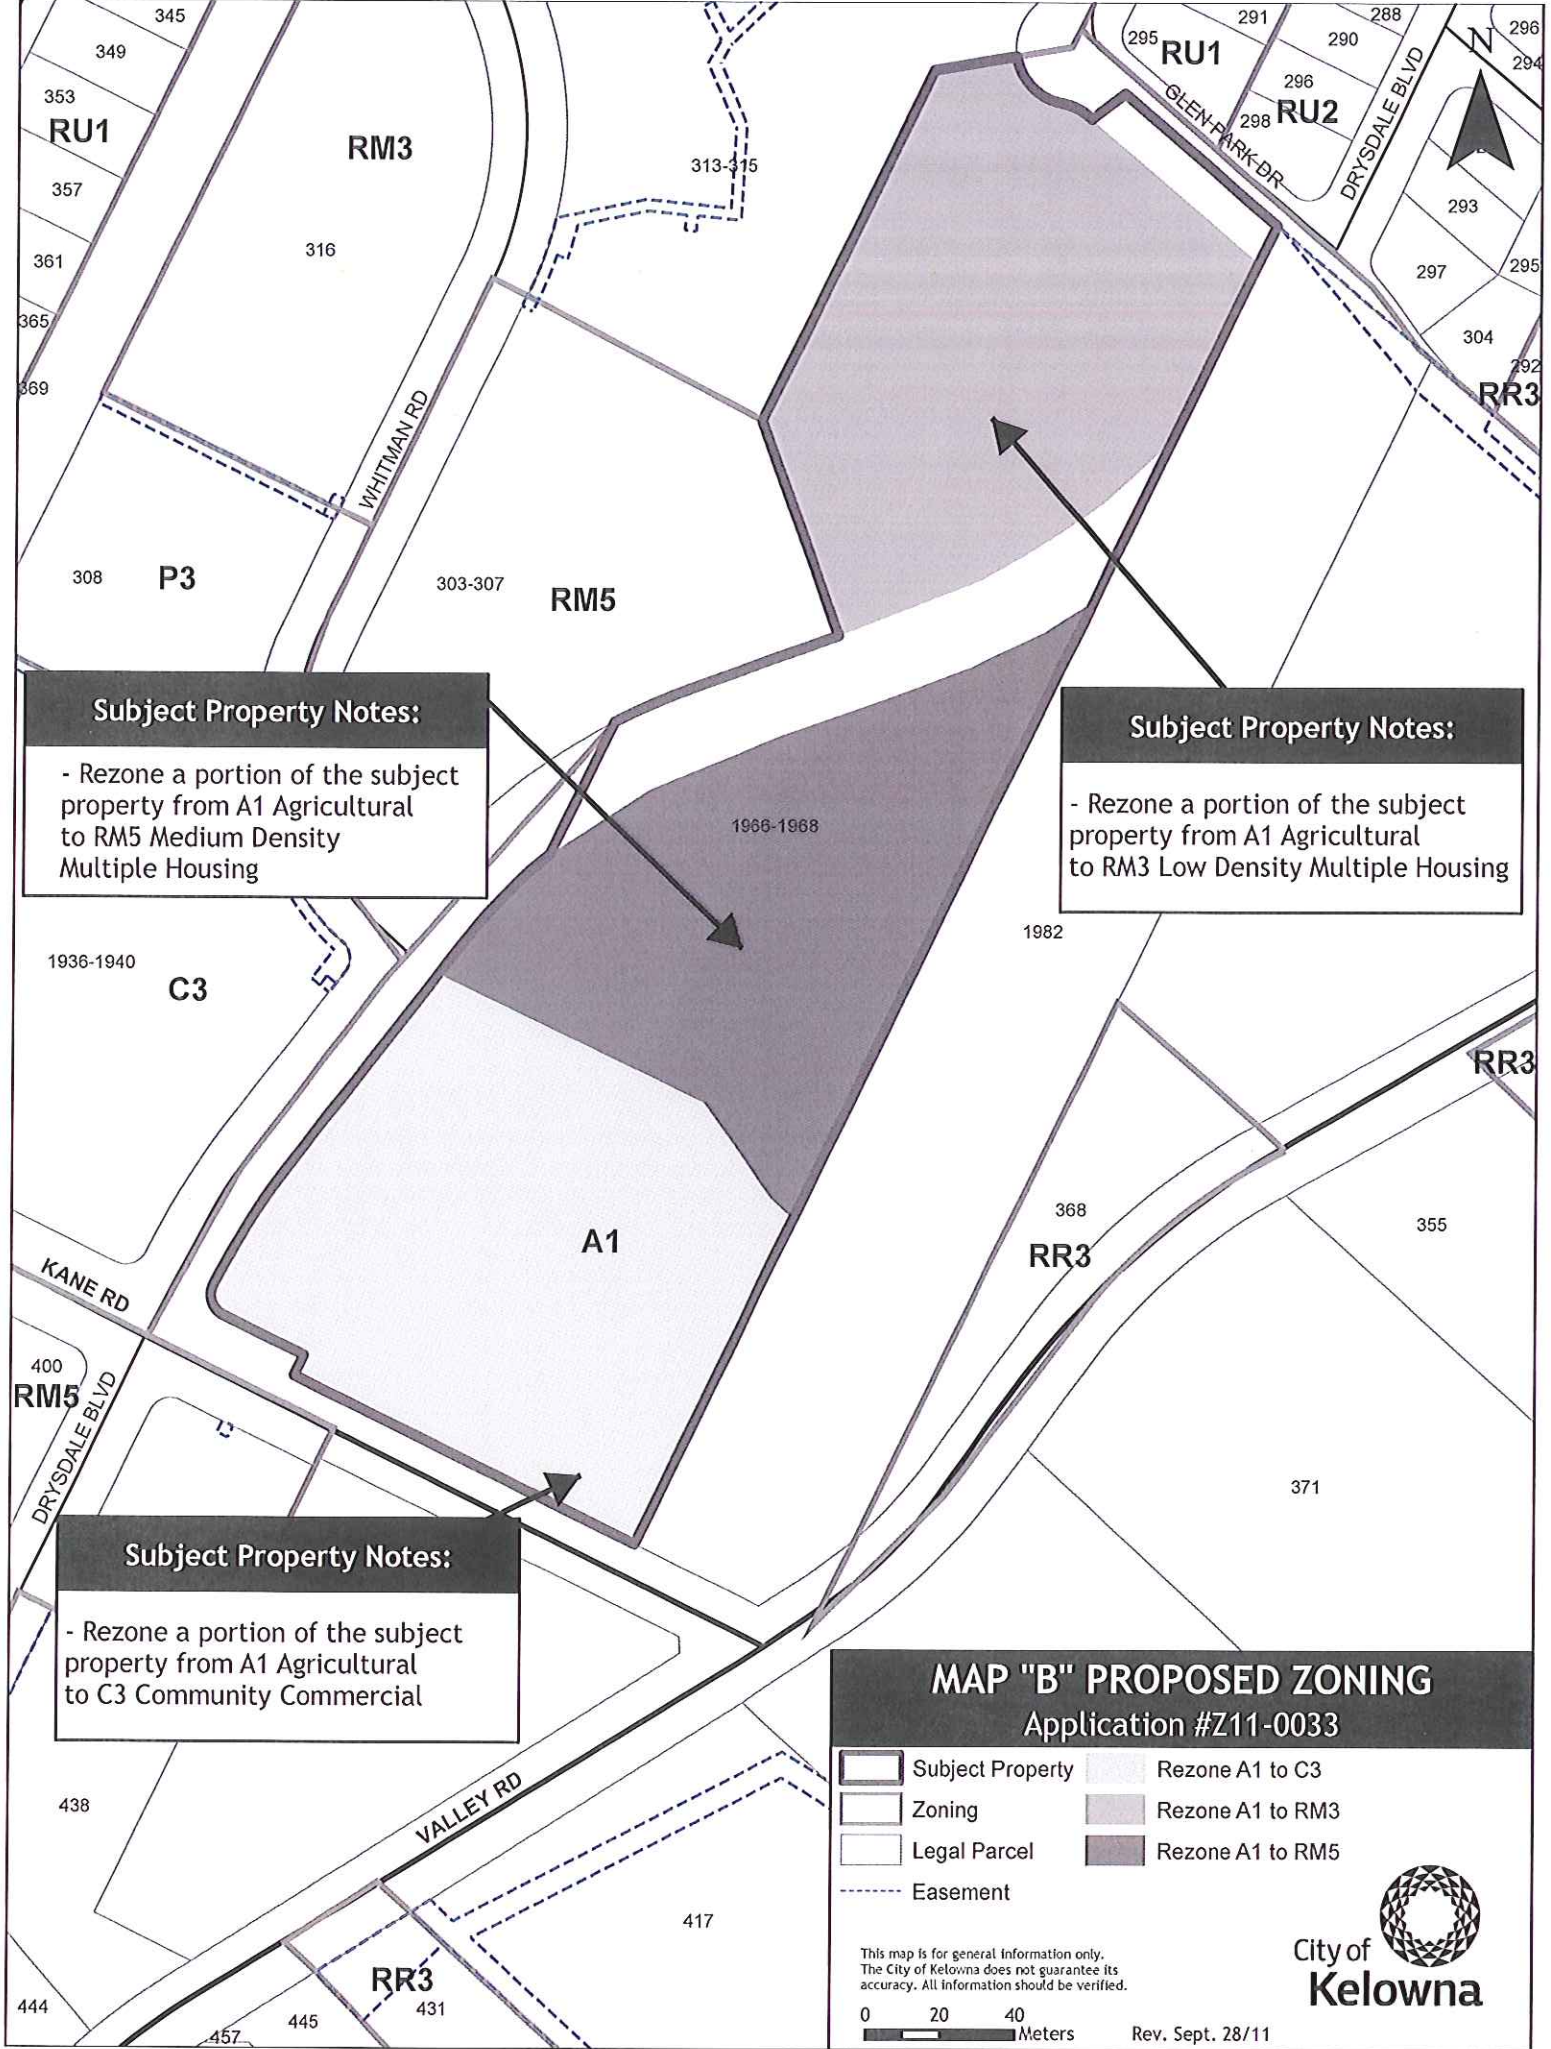 345
349
353
RU1
357
361
365
369
RM3
316
313-315
291
295
RU1
288
290
296
RU2
298
GLEN PARK DR
DRYSDALE BLVD
296
N
294
293
297
295
304
292
RR3
WHITMAN RD
308
P3
303-307
RM5
Subject Property Notes:
- Rezone a portion of the subject
property from A1 Agricultural
to RM5 Medium Density
Multiple Housing
Subject Property Notes:
- Rezone a portion of the subject
property from A1 Agricultural
to RM3 Low Density Multiple Housing
1966-1968
1982
1936-1940
C3
RR3
A1
368
RR3
355
KANE RD
400
RM5
DRYSDALE BLVD
371
Subject Property Notes:
- Rezone a portion of the subject
property from A1 Agricultural
to C3 Community Commercial
438
VALLEY RD
417
RR3
431
444
445
457
MAP "B" PROPOSED ZONING
Application #Z11-0033
Subject Property
Rezone A1 to C3
Zoning
Rezone A1 to RM3
Legal Parcel
Rezone A1 to RM5
Easement
This map is for general information only.
The City of Kelowna does not guarantee its
accuracy. All information should be verified.
City of
Kelowna
0 20 40
Meters
Rev. Sept. 28/11